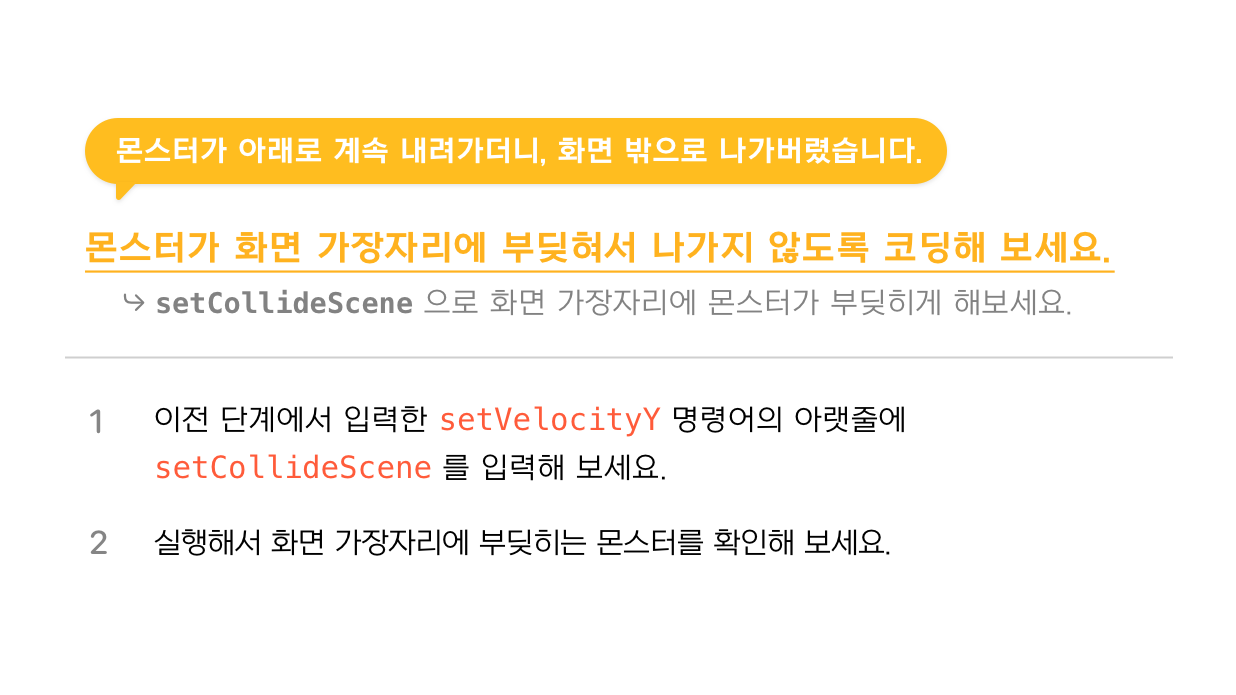 몬스터가 아래로 계속 내려가더니, 화면 밖으로 나가버렸습니다.
몬스터가 화면 가장자리에 부딪혀서 나가지 않도록 코딩해 보세요.
↪ setCollideScene 으로 화면 가장자리에 몬스터가 부딪히게 해보세요.
1 이전 단계에서 입력한 setVelocityY 명령어의 아랫줄에
setCollideScene 를 입력해 보세요.
2 실행해서 화면 가장자리에 부딪히는 몬스터를 확인해 보세요.